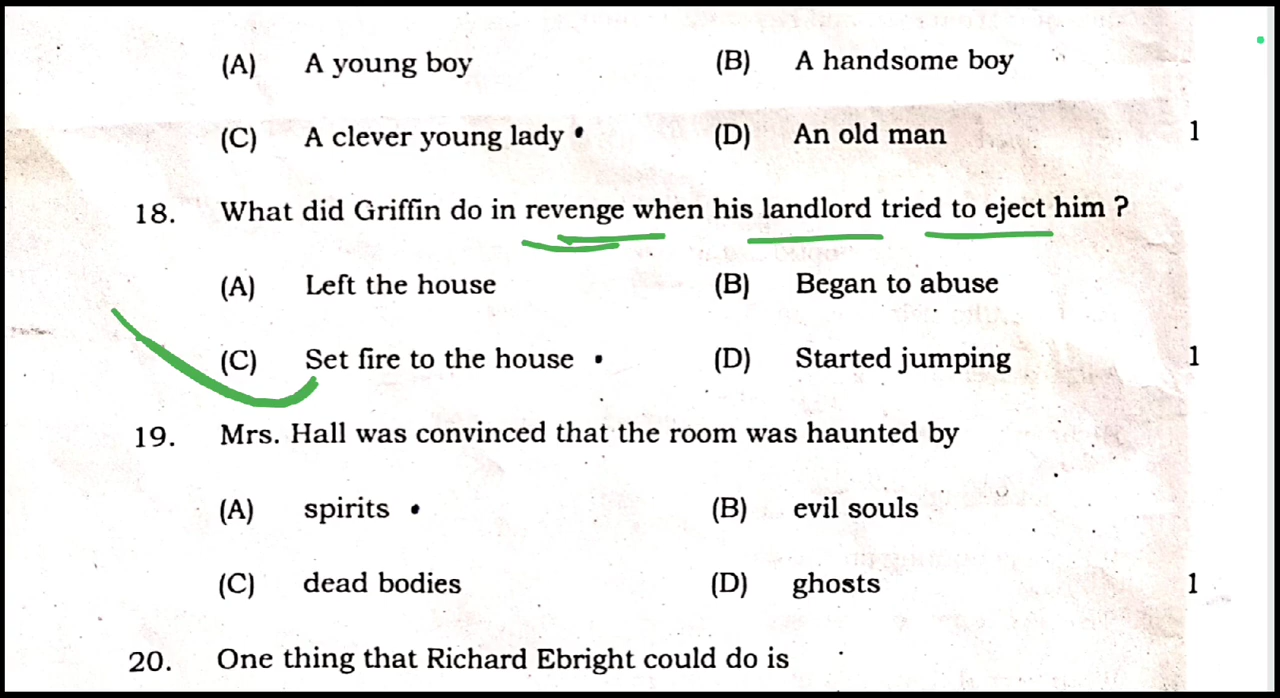 (A) A young boy (B) A handsome boy
(C) A clever young lady (D) An old man 1
18. What did Griffin do in revenge when his landlord tried to eject him ?
(A) Left the house (B) Began to abuse
(C) Set fire to the house (D) Started jumping 1
19. Mrs. Hall was convinced that the room was haunted by
(A) spirits (B) evil souls
(C) dead bodies (D) ghosts 1
20. One thing that Richard Ebright could do is